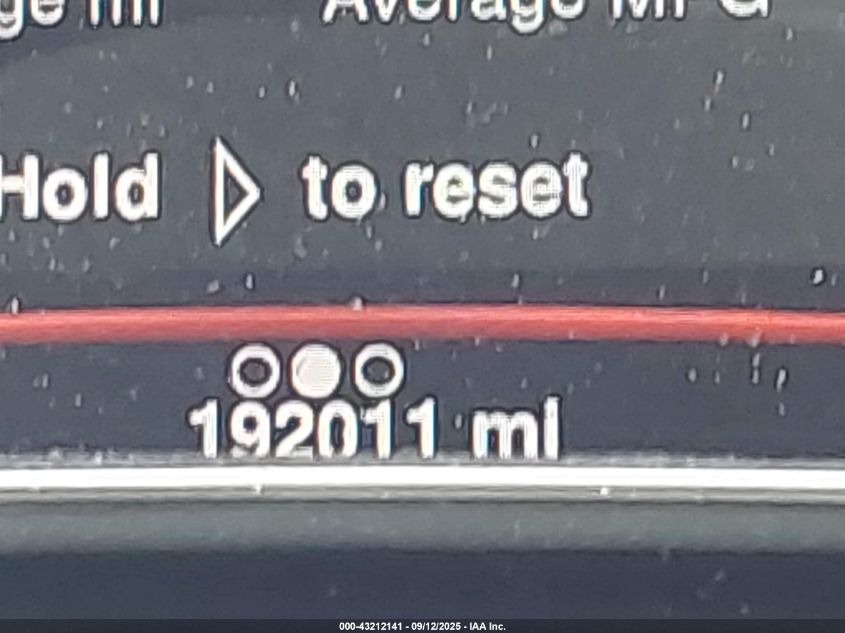 Average MPG
Hold ▷ to reset
192011 mi
000-43212141 - 09/12/2025 - IAA Inc.